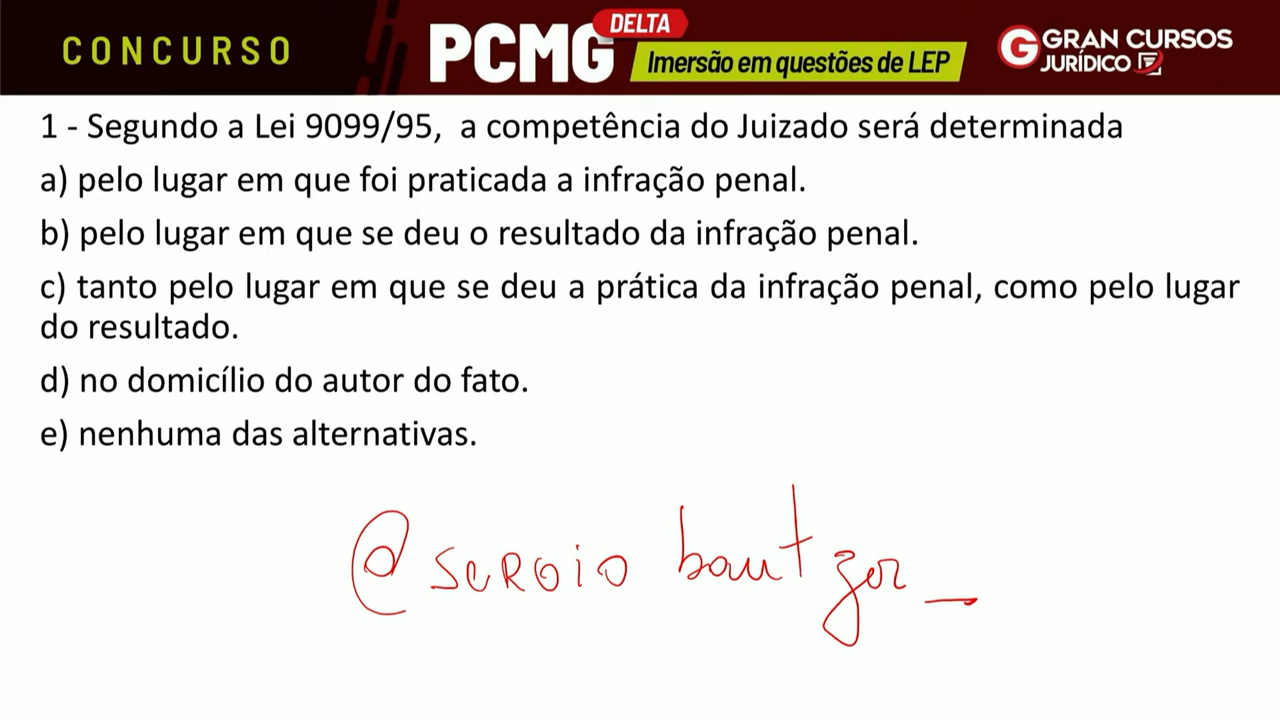 CONCURSO
PCMG
DELTA
Imersão em questões de LEP
GRAN CURSOS
JURÍDICO
1 - Segundo a Lei 9099/95, a competência do Juizado será determinada
a) pelo lugar em que foi praticada a infração penal.
b) pelo lugar em que se deu o resultado da infração penal.
c) tanto pelo lugar em que se deu a prática da infração penal, como pelo lugar
do resultado.
d) no domicílio do autor do fato.
e) nenhuma das alternativas.
@sergio bautzer_